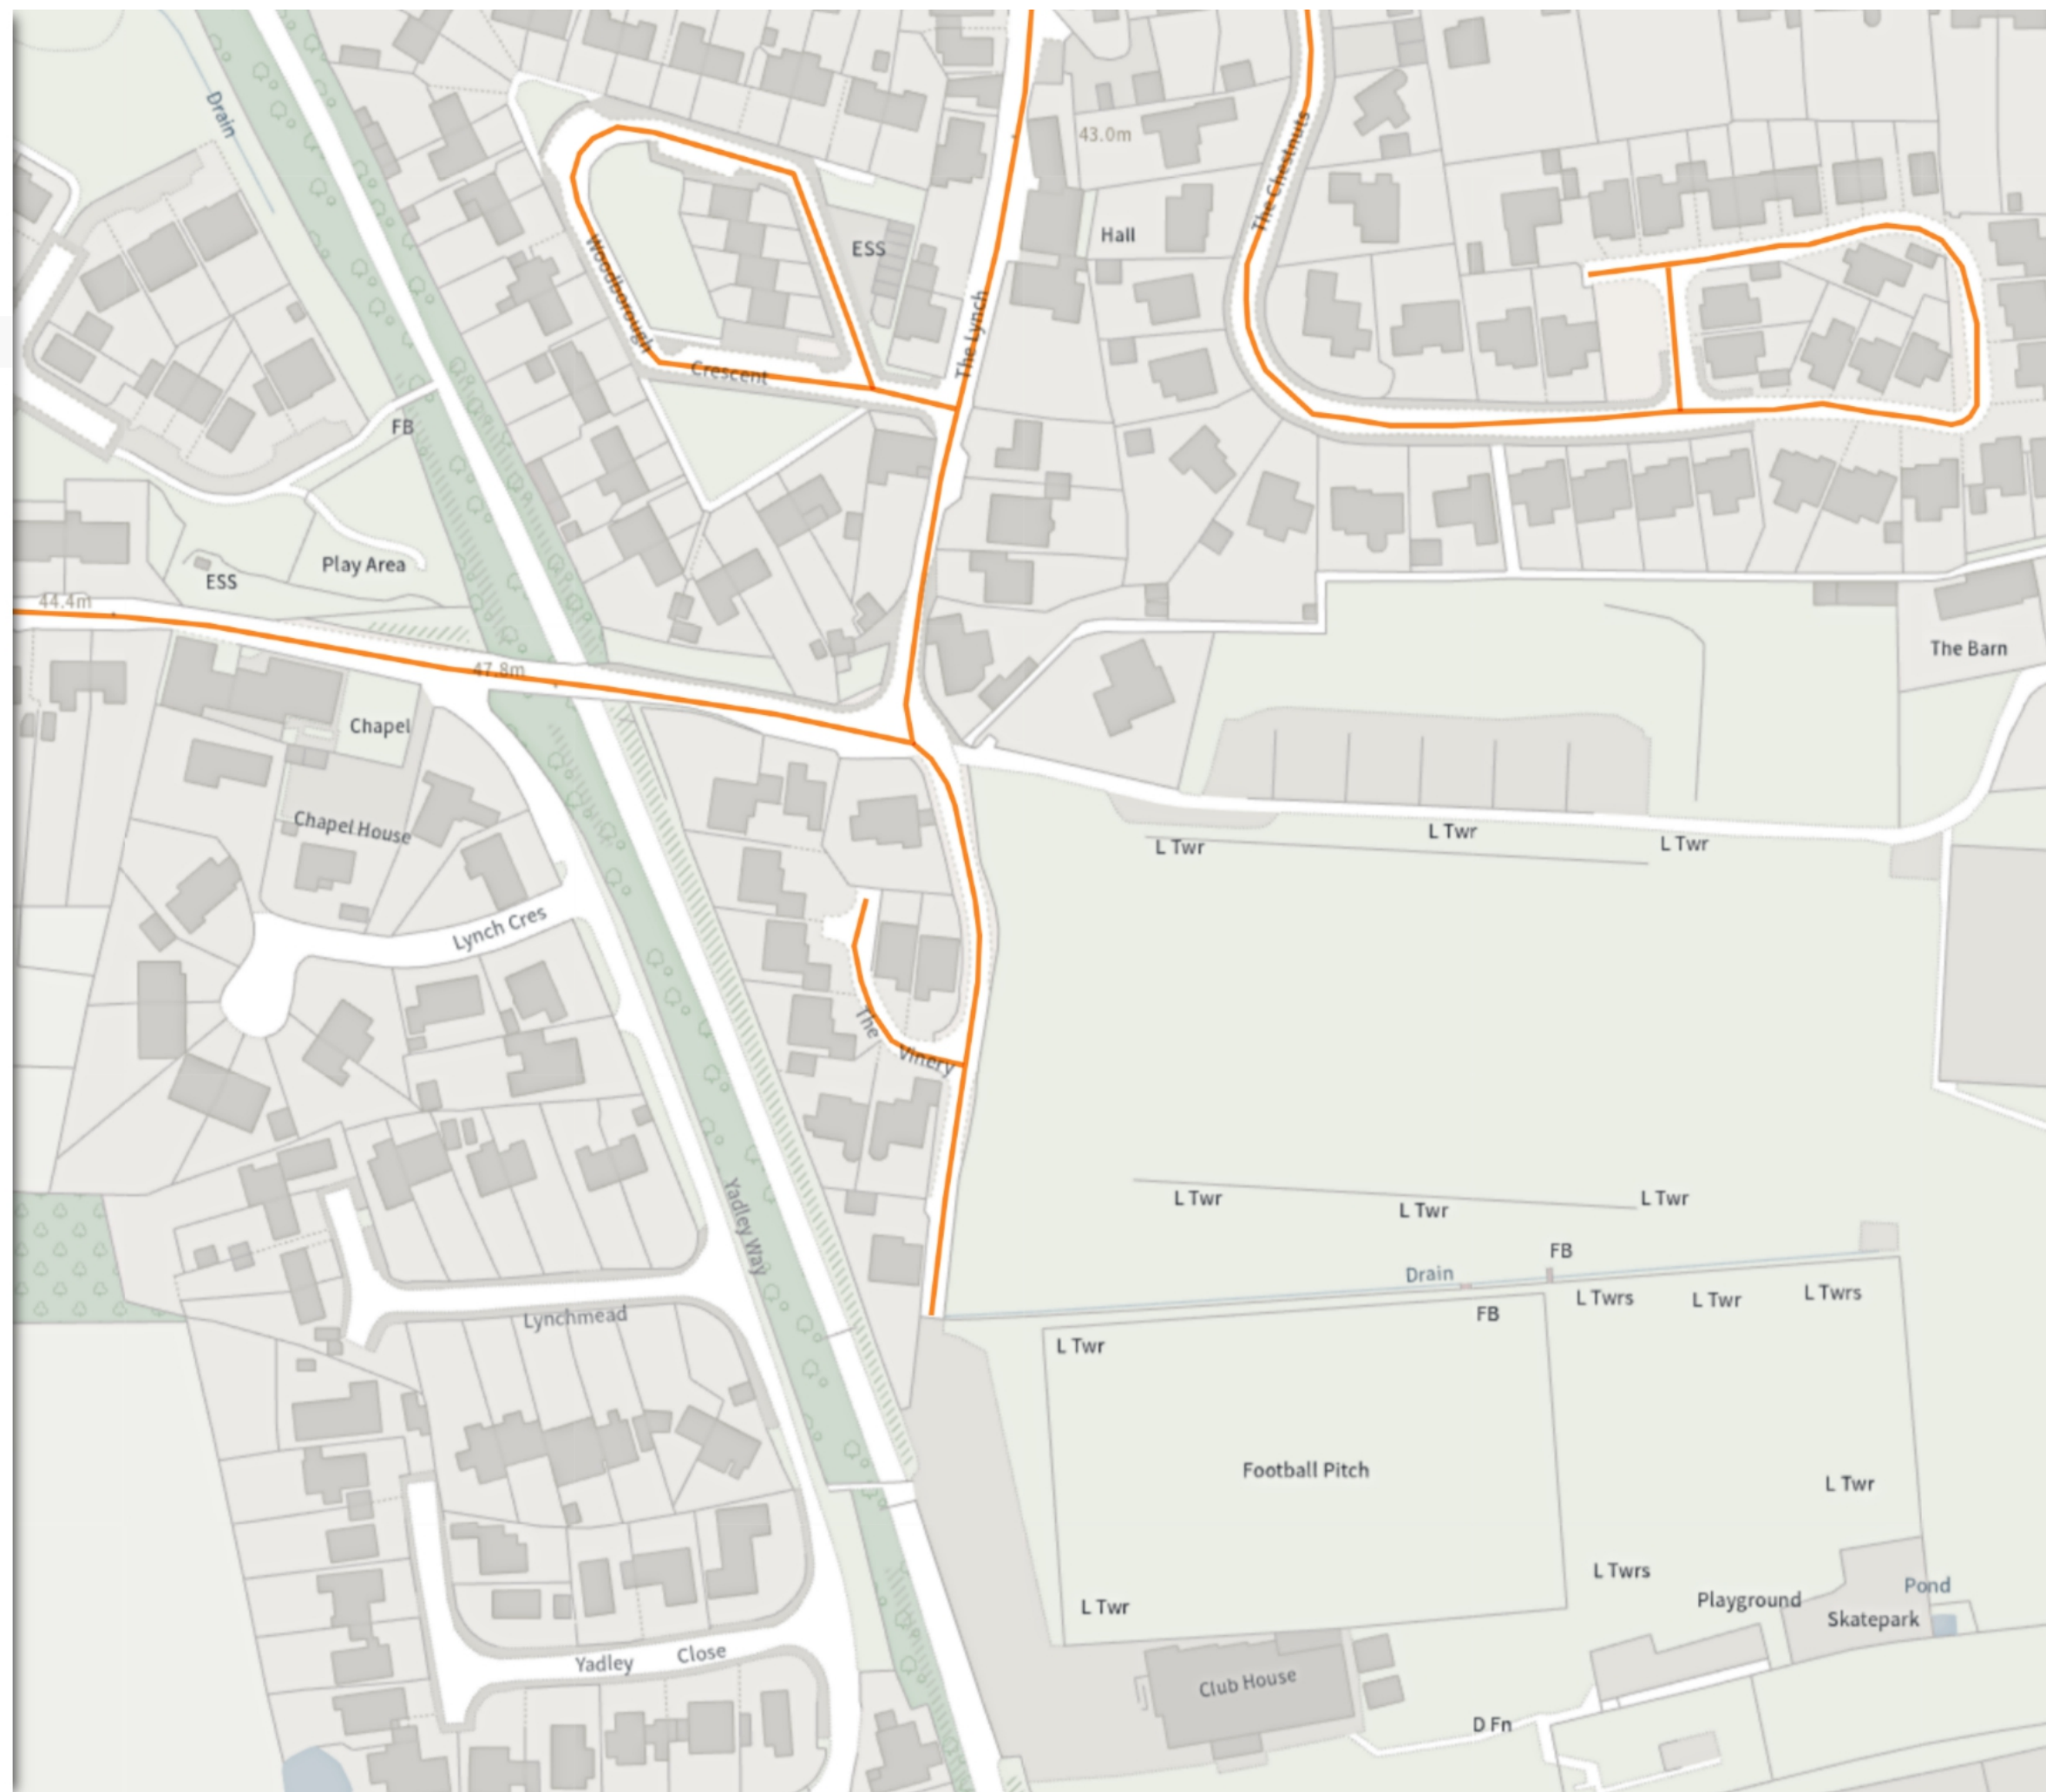 Drain
43.0m
The Chestnuts
Hall
ESS
Woodborough
The Lynch
Crescent
FB
Play Area
ESS
44.4m
47.8m
The Barn
Chapel
Chapel House
L Twr
L Twr
L Twr
Lynch Cres
The
Vinery
Yadley Way
L Twr
L Twr
L Twr
FB
Drain
L Twrs
L Twr
L Twrs
FB
Lynchmead
L Twr
Football Pitch
L Twr
L Twrs
Pond
Playground
L Twr
Skatepark
Yadley
Close
Club House
D Fn